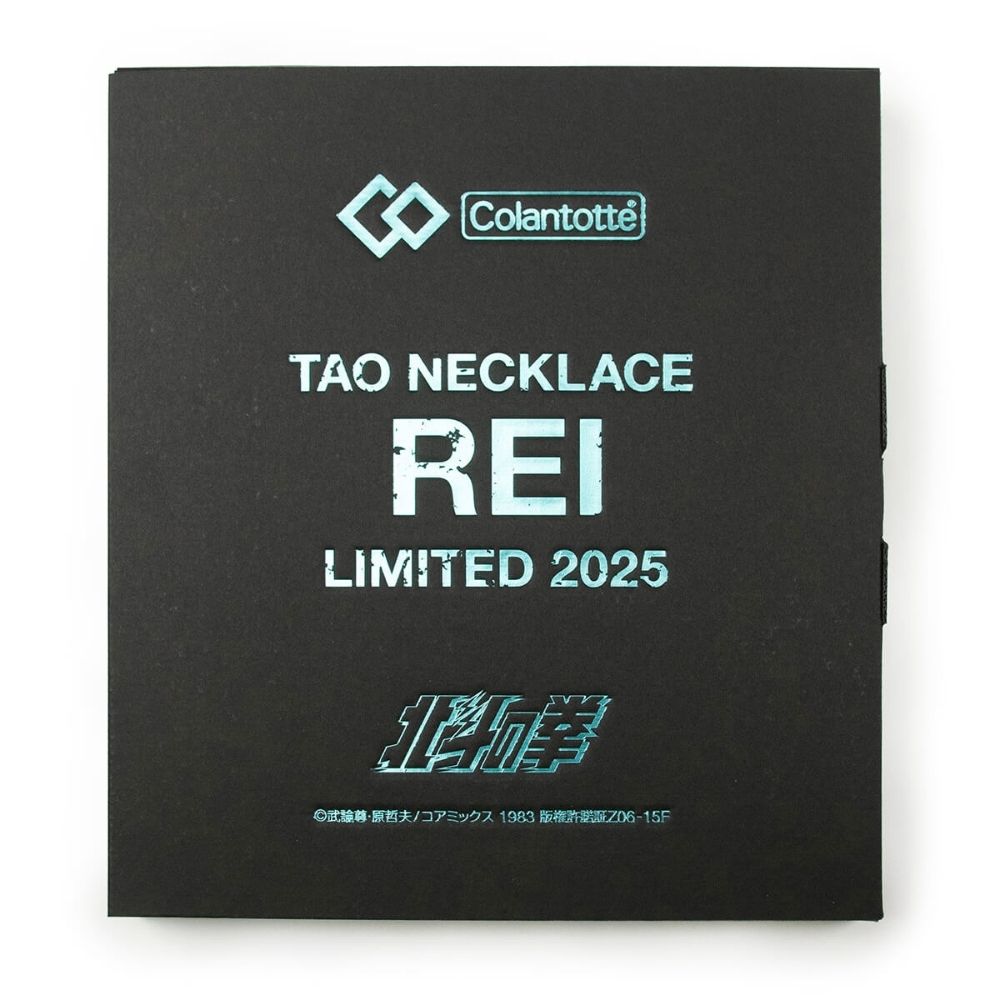 Colantotte®
TAO NECKLACE
REI
LIMITED 2025
北斗の拳
©武論尊・原哲夫/コアミックス 1983 版権許諾証Z06-15F